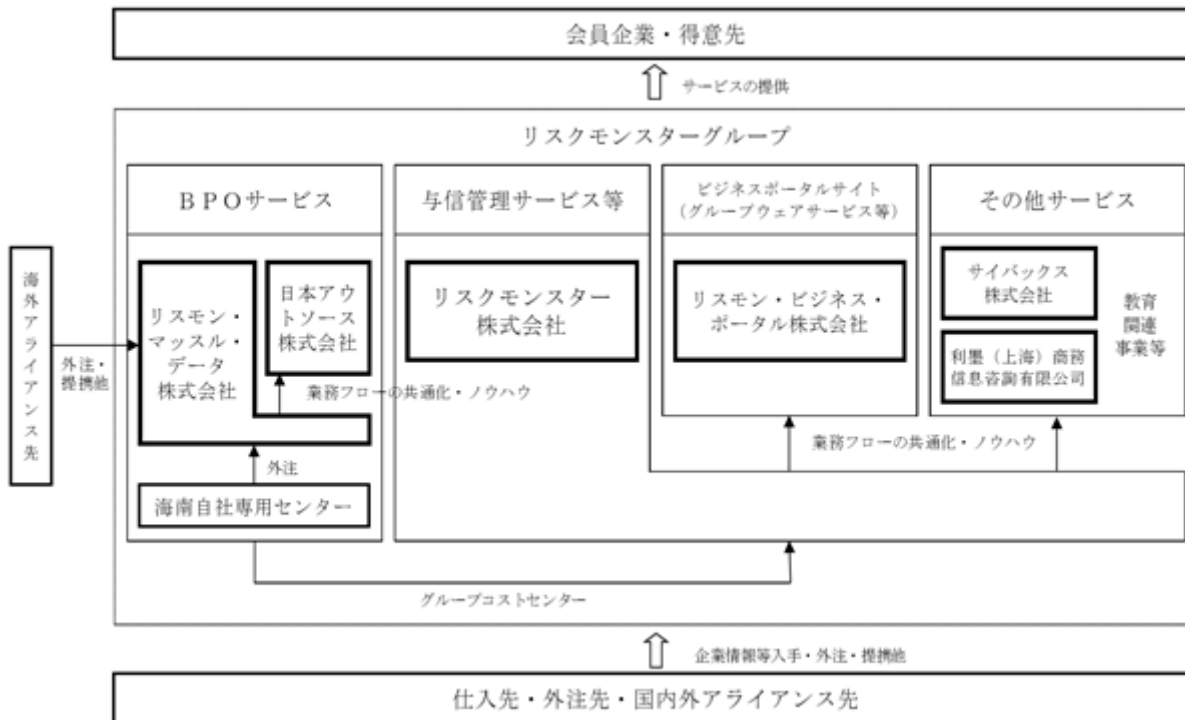 会員企業・得意先
サービスの提供
リスクモンスターグループ
BPOサービス
与信管理サービス等
ビジネスポータルサイト
(グループウェアサービス等)
その他サービス
海外アライアンス先
外注・
提携他
リスモン・
マッスル・
データ
株式会社
日本アウ
トソース
株式会社
業務フローの共通化・ノウハウ
外注
海南自社専用センター
リスクモンスター
株式会社
リスモン・ビジネス・
ポータル株式会社
サイバックス
株式会社
利墨(上海)商務
信息咨詢有限公司
教育
関連
事業等
業務フローの共通化・ノウハウ
グループコストセンター
企業情報等入手・外注・提携他
仕入先・外注先・国内外アライアンス先